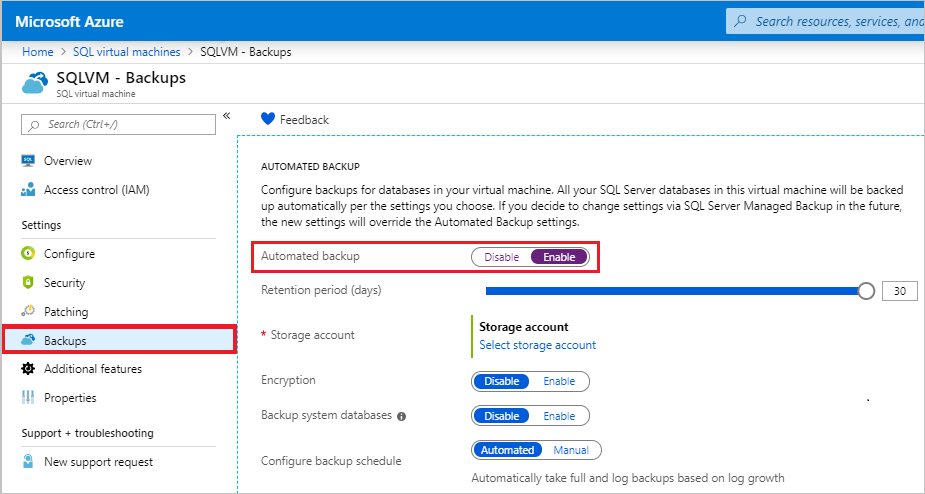 Microsoft Azure
Search resources, services, and
Home > SQL virtual machines > SQLVM - Backups
SQLVM - Backups
SQL virtual machine
Search (Ctrl+/)
«
Feedback
SQL
Overview
Access control (IAM)
Settings
Configure
Security
Patching
Backups
Additional features
Properties
Support + troubleshooting
New support request
AUTOMATED BACKUP
Configure backups for databases in your virtual machine. All your SQL Server databases in this virtual machine will be backed
up automatically per the settings you choose. If you decide to change settings via SQL Server Managed Backup in the future,
the new settings will override the Automated Backup settings.
Automated backup Disable Enable
Retention period (days) 30
* Storage account
Storage account
Select storage account
Encryption Disable Enable
Backup system databases Disable Enable
Configure backup schedule Automated Manual
Automatically take full and log backups based on log growth